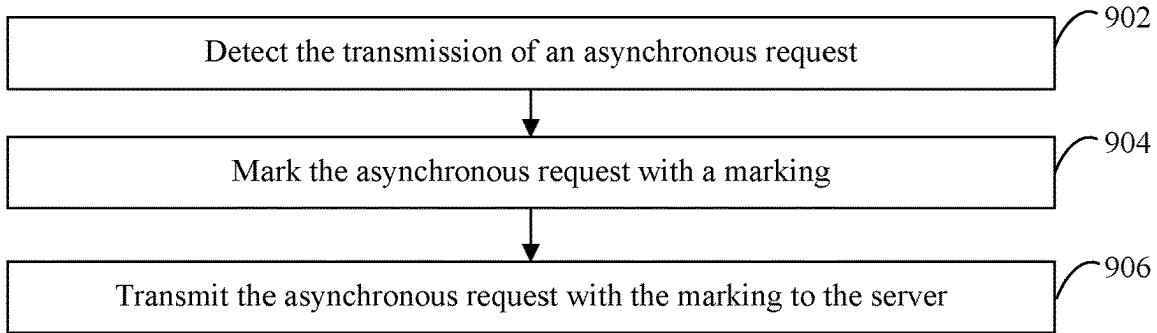 902
Detect the transmission of an asynchronous request
904
Mark the asynchronous request with a marking
906
Transmit the asynchronous request with the marking to the server